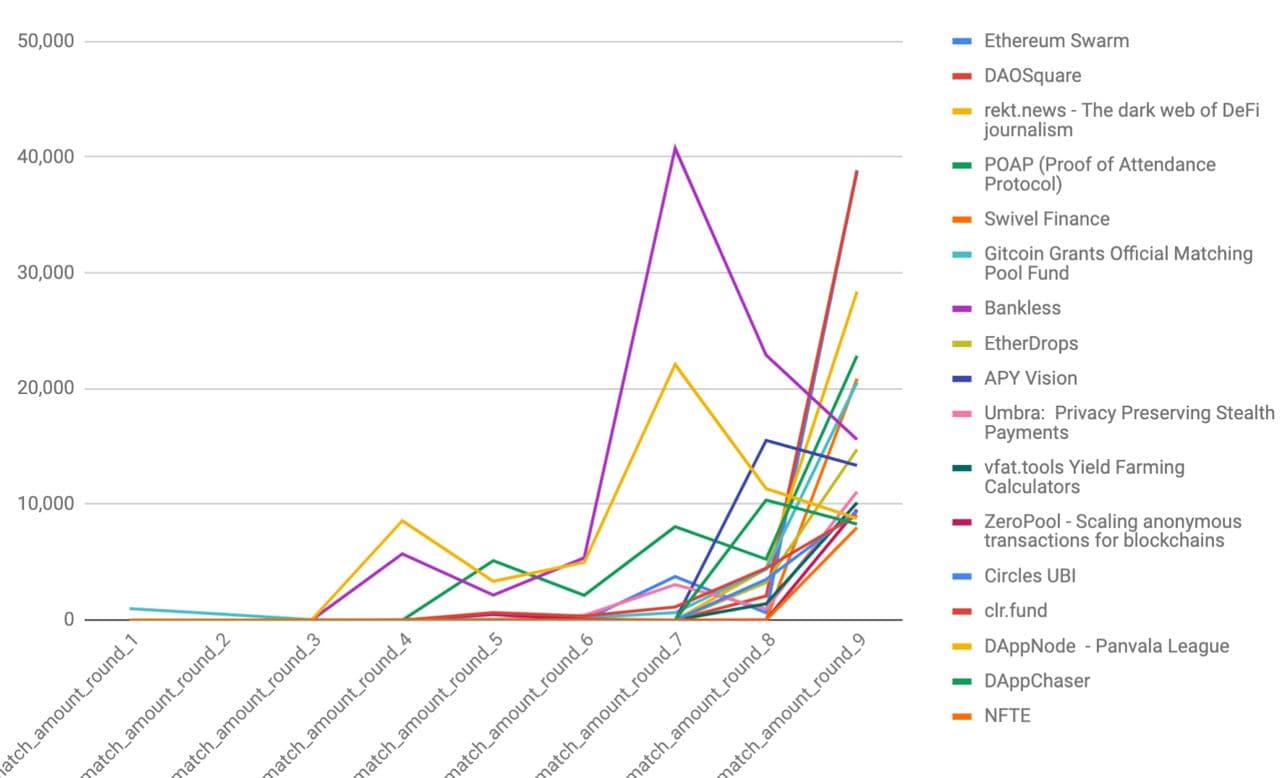 50,000
40,000
30,000
20,000
10,000
0
match_amount_round_1
match_amount_round_2
match_amount_round_3
match_amount_round_4
match_amount_round_5
match_amount_round_6
match_amount_round_7
match_amount_round_8
match_amount_round_9
Ethereum Swarm
DAOSquare
rekt.news - The dark web of DeFi
journalism
POAP (Proof of Attendance
Protocol)
Swivel Finance
Gitcoin Grants Official Matching
Pool Fund
Bankless
EtherDrops
APY Vision
Umbra:  Privacy Preserving Stealth
Payments
vfat.tools Yield Farming
Calculators
ZeroPool - Scaling anonymous
transactions for blockchains
Circles UBI
clr.fund
DAppNode  - Panvala League
DAppChaser
NFTE